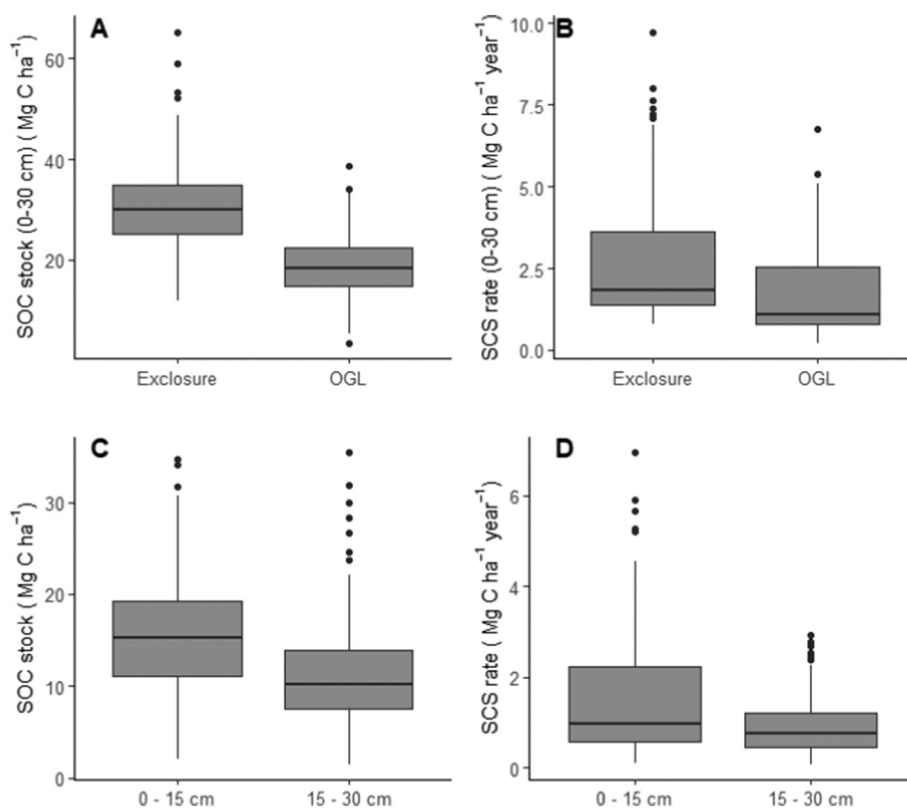 A
SOC stock (0-30 cm) ( Mg C ha⁻¹)
60
40
20
Exclosure OGL
B
SCS rate (0-30 cm) ( Mg C ha⁻¹ year⁻¹)
10.0
7.5
5.0
2.5
0.0
Exclosure OGL
C
SOC stock ( Mg C ha⁻¹)
30
20
10
0
0 - 15 cm 15 - 30 cm
D
SCS rate ( Mg C ha⁻¹ year⁻¹)
6
4
2
0
0 - 15 cm 15 - 30 cm